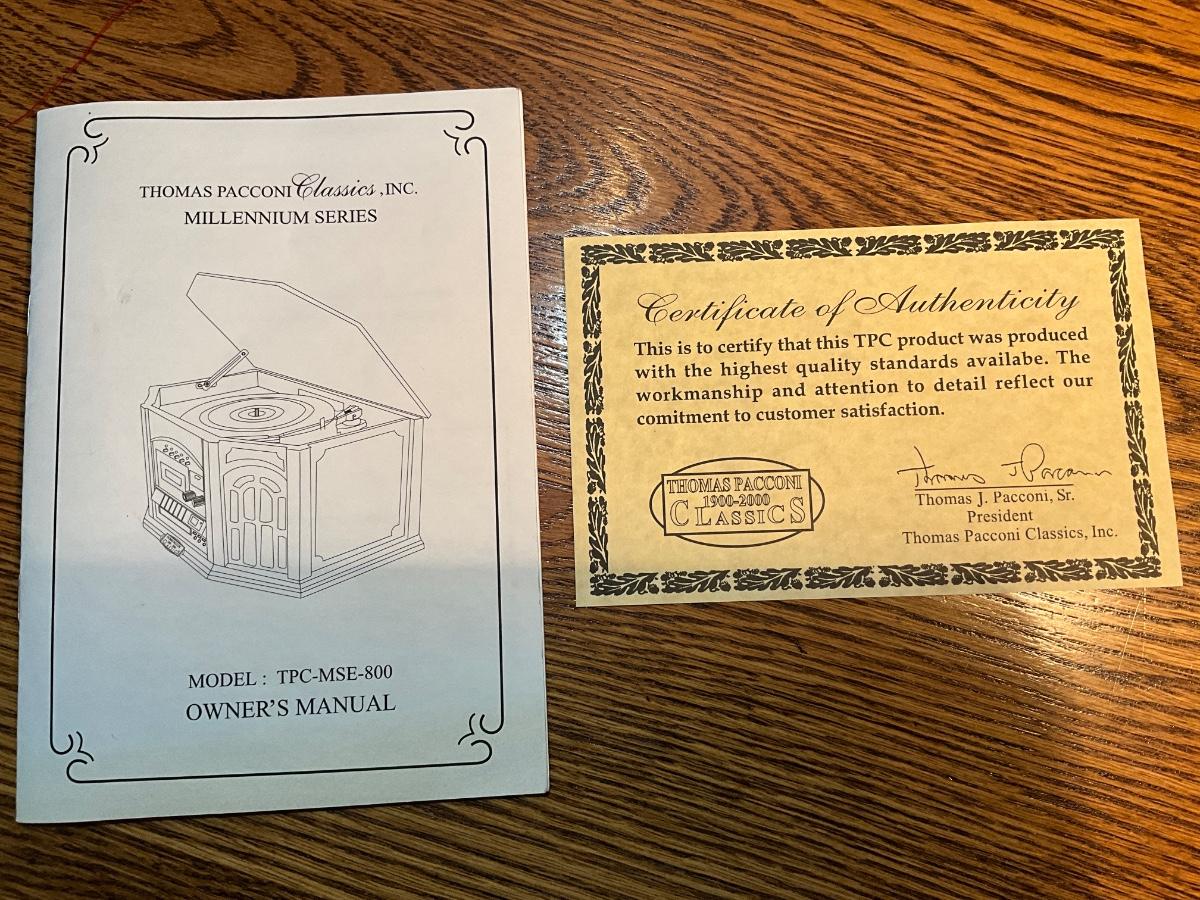 THOMAS PACCONI Classics, INC.
MILLENNIUM SERIES
MODEL : TPC-MSE-800
OWNER'S MANUAL
Certificate of Authenticity
This is to certify that this TPC product was produced
with the highest quality standards availabe. The
workmanship and attention to detail reflect our
comitment to customer satisfaction.
THOMAS PACCONI
1900-2000
CLASSICS
Thomas J Pacconi
Thomas J. Pacconi, Sr.
President
Thomas Pacconi Classics, Inc.